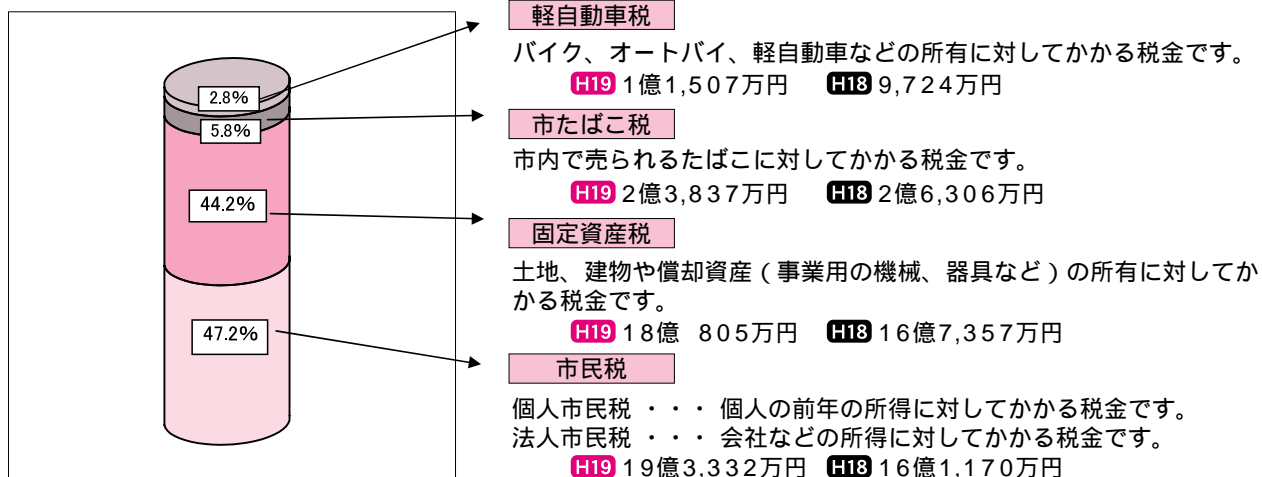 軽自動車税
バイク、オートバイ、軽自動車などの所有に対してかかる税金です。
H19 1億1,507万円 H18 9,724万円
2.8%
市たばこ税
5.8%
市内で売られるたばこに対してかかる税金です。
H19 2億3,837万円 H18 2億6,306万円
44.2%
固定資産税
土地、建物や償却資産（事業用の機械、器具など）の所有に対してか
かる税金です。
H19 18億 805万円 H18 16億7,357万円
47.2%
市民税
個人市民税 ・・・ 個人の前年の所得に対してかかる税金です。
法人市民税 ・・・ 会社などの所得に対してかかる税金です。
H19 19億3,332万円 H18 16億1,170万円